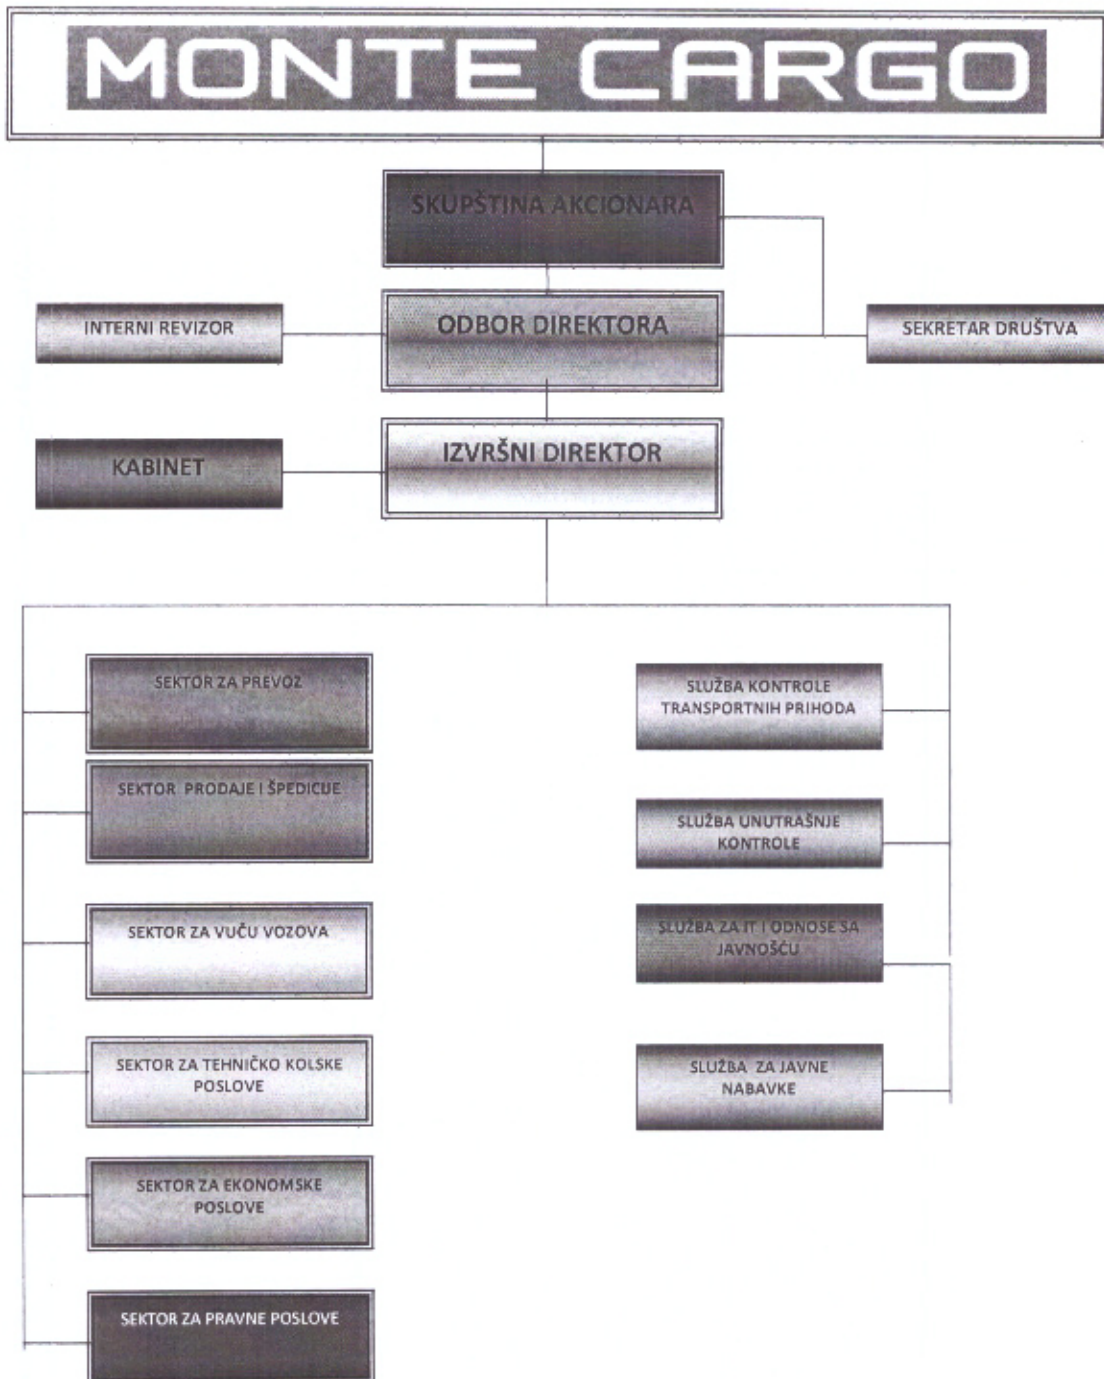 MONTE CARGO
SKUPŠTINA AKCIONARA
INTERNI REVIZOR
ODBOR DIREKTORA
SEKRETAR DRUŠTVA
KABINET
IZVRŠNI DIREKTOR
SEKTOR ZA PREVOZ
SEKTOR PRODAJE I ŠPEDICIJE
SEKTOR ZA VUČU VOZOVA
SEKTOR ZA TEHNIČKO KOLSKE
POSLOVE
SEKTOR ZA EKONOMSKE
POSLOVE
SEKTOR ZA PRAVNE POSLOVE
SLUŽBA KONTROLE
TRANSPORTNIH PRIHODA
SLUŽBA UNUTRAŠNJE
KONTROLE
SLUŽBA ZA IT I ODNOSE SA
JAVNOŠĆU
SLUŽBA ZA JAVNE
NABAVKE